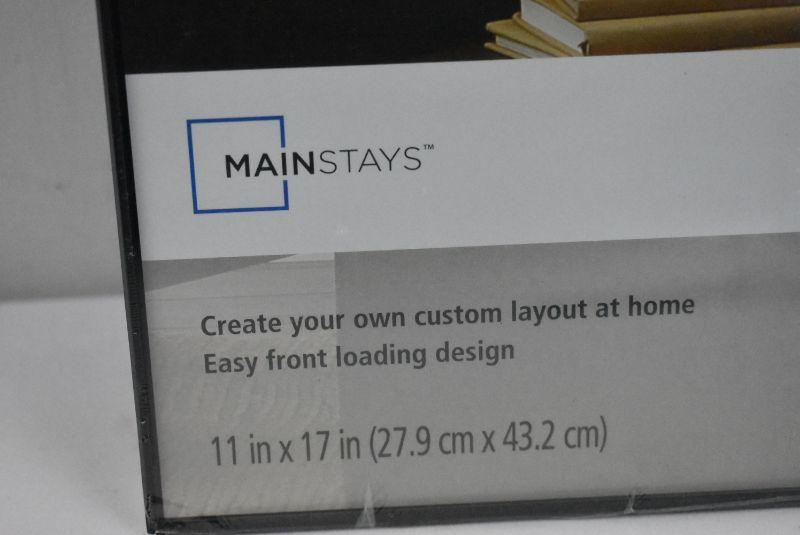 MAINSTAYS™
Create your own custom layout at home
Easy front loading design
11 in x 17 in (27.9 cm x 43.2 cm)